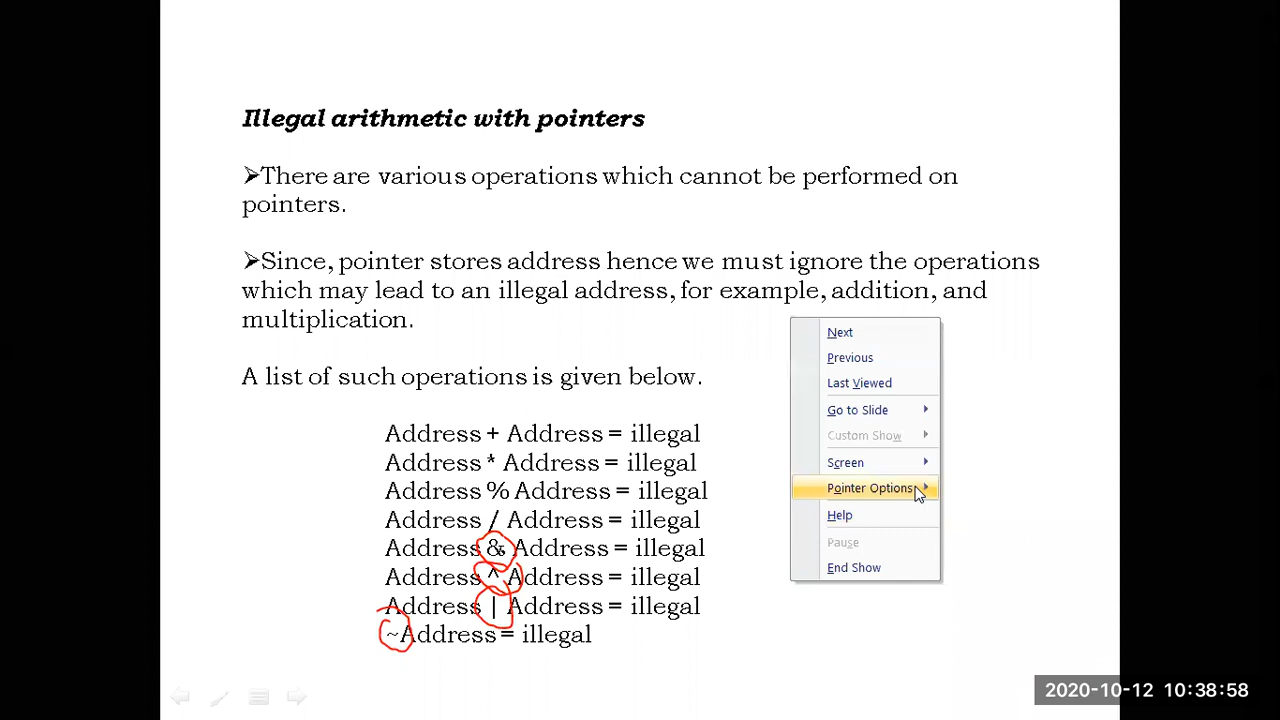 Illegal arithmetic with pointers
➢There are various operations which cannot be performed on
pointers.
➢Since, pointer stores address hence we must ignore the operations
which may lead to an illegal address, for example, addition, and
multiplication.
A list of such operations is given below.
Address + Address = illegal
Address * Address = illegal
Address % Address = illegal
Address / Address = illegal
Address & Address = illegal
Address ^ Address = illegal
Address | Address = illegal
~Address = illegal
Next
Previous
Last Viewed
Go to Slide
Custom Show
Screen
Pointer Options
Help
Pause
End Show
2020-10-12 10:38:58